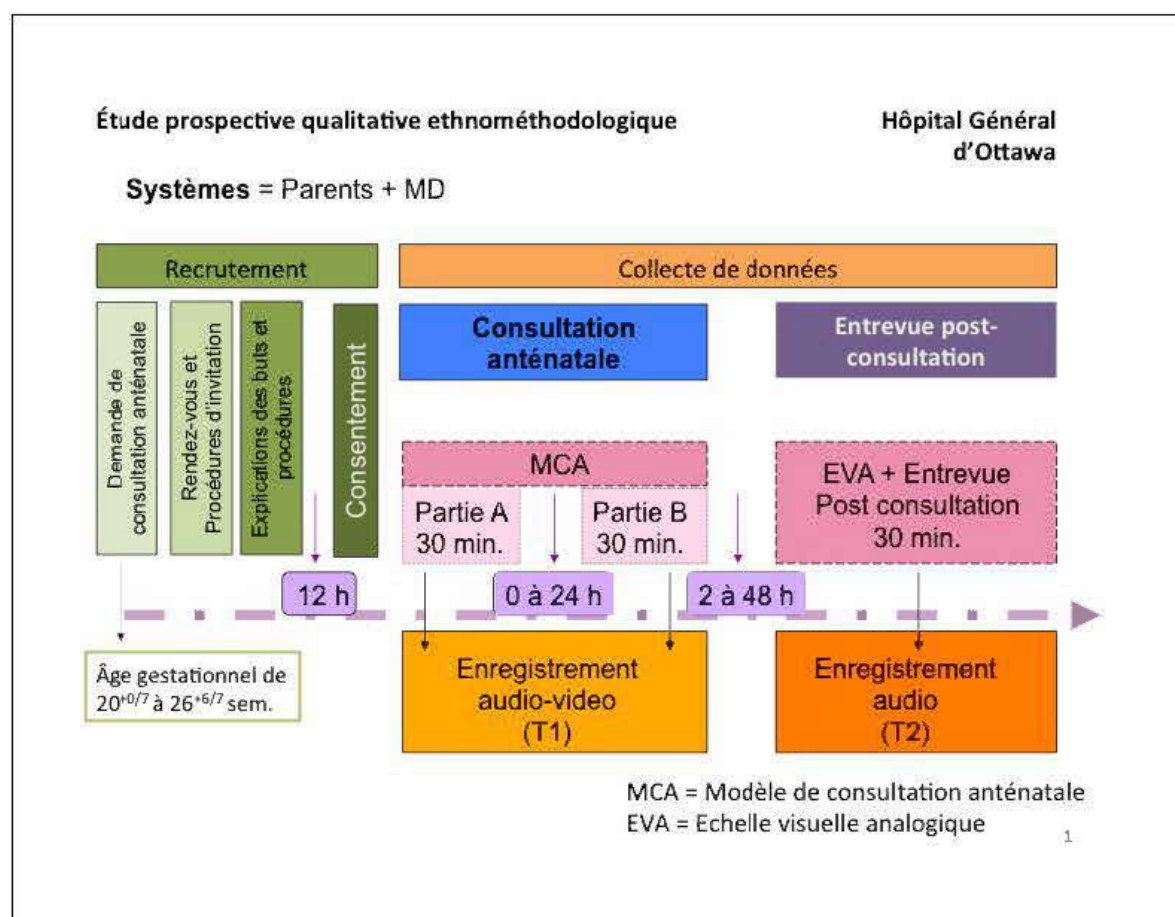 Étude prospective qualitative ethnométhodologique
Hôpital Général
d'Ottawa
Systèmes = Parents + MD
Recrutement
Collecte de données
Demande de
consultation anténatale
Rendez-vous et
Procédures d'invitation
Explications des buts et
procédures
Consentement
Consultation
anténatale
Entrevue post-
consultation
MCA
Partie A
30 min.
Partie B
30 min.
EVA + Entrevue
Post consultation
30 min.
12 h
0 à 24 h
2 à 48 h
Âge gestationnel de
20⁺⁰/⁷ à 26⁺⁶/⁷ sem.
Enregistrement
audio-video
(T1)
Enregistrement
audio
(T2)
MCA = Modèle de consultation anténatale
EVA = Echelle visuelle analogique
1